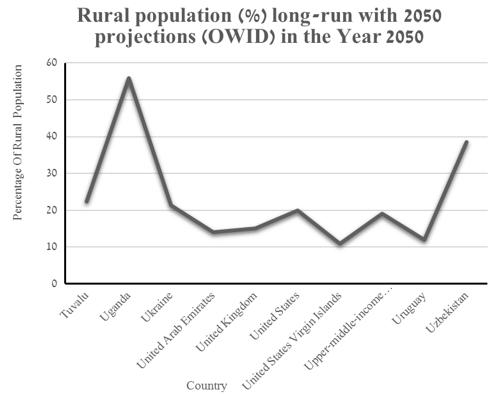 Rural population (%) long-run with 2050
projections (OWID) in the Year 2050
Percentage Of Rural Population
60
50
40
30
20
10
0
Tuvalu
Uganda
Ukraine
United Arab Emirates
United Kingdom
United States
United States Virgin Islands
Upper-middle-income…
Uruguay
Uzbekistan
Country